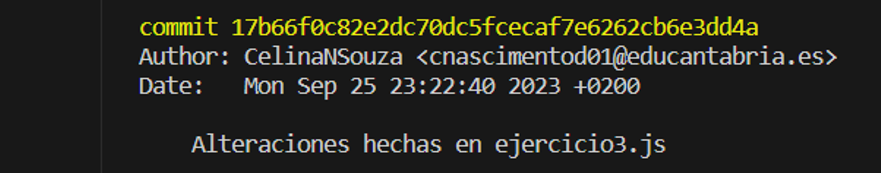 commit 17b66f0c82e2dc70dc5fcecaf7e6262cb6e3dd4a
Author: CelinaNSouza <cnascimentod01@educantabria.es>
Date:   Mon Sep 25 23:22:40 2023 +0200
Alteraciones hechas en ejercicio3.js